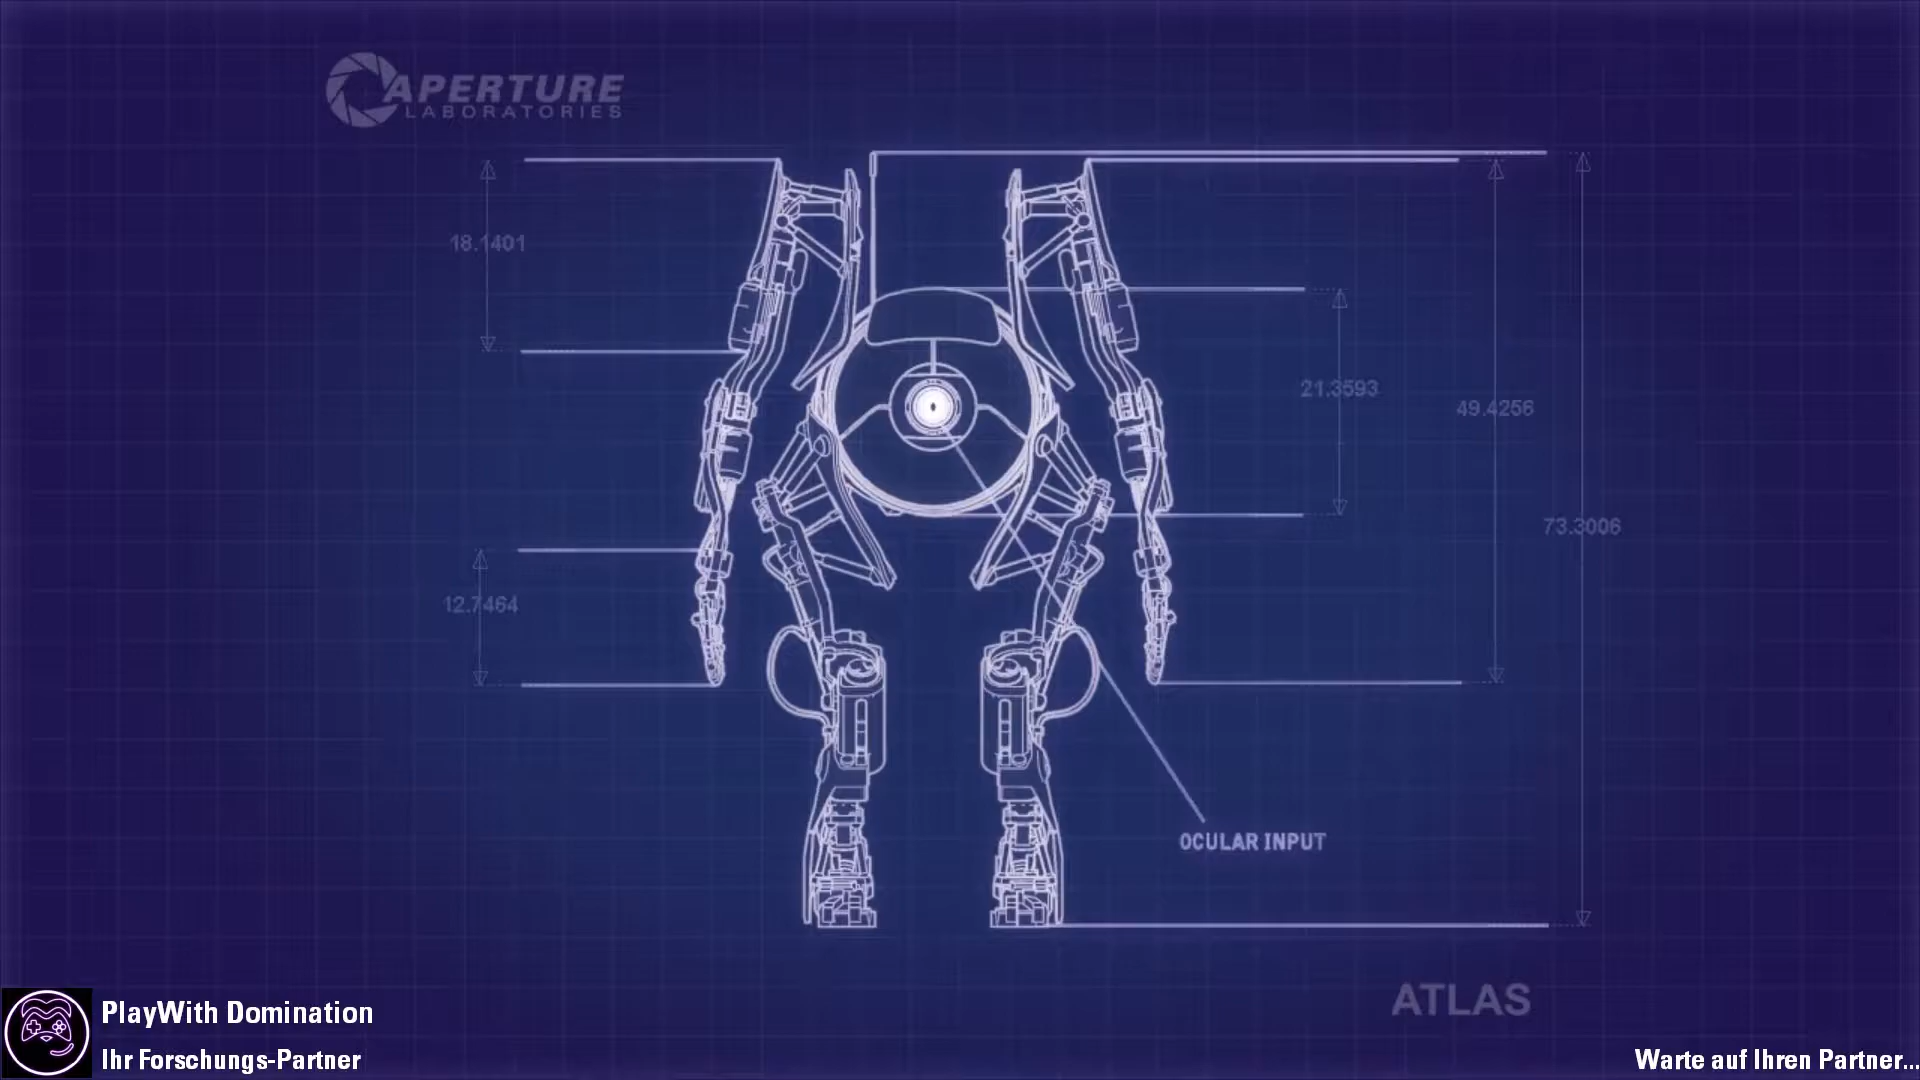 APERTURE
LABORATORIES
18.1401
21.3593
49.4256
73.3006
12.7464
OCULAR INPUT
ATLAS
PlayWith Domination
Ihr Forschungs-Partner
Warte auf Ihren Partner...